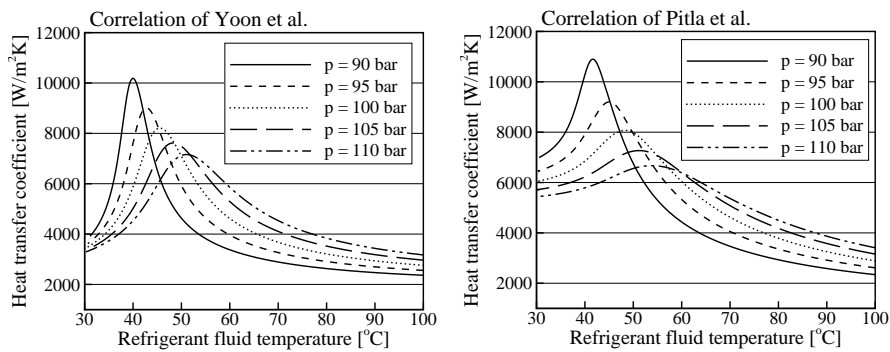 Correlation of Yoon et al.
Heat transfer coefficient [W/m²K]
12000
10000
8000
6000
4000
2000
p = 90 bar
p = 95 bar
p = 100 bar
p = 105 bar
p = 110 bar
30 40 50 60 70 80 90 100
Refrigerant fluid temperature [°C]
Correlation of Pitla et al.
Heat transfer coefficient [W/m²K]
12000
10000
8000
6000
4000
2000
p = 90 bar
p = 95 bar
p = 100 bar
p = 105 bar
p = 110 bar
30 40 50 60 70 80 90 100
Refrigerant fluid temperature [°C]